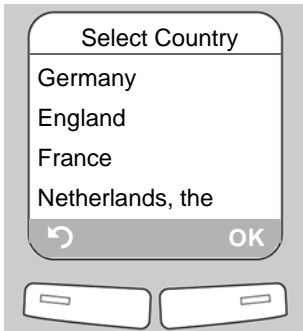 Select Country
Germany
England
France
Netherlands, the
OK